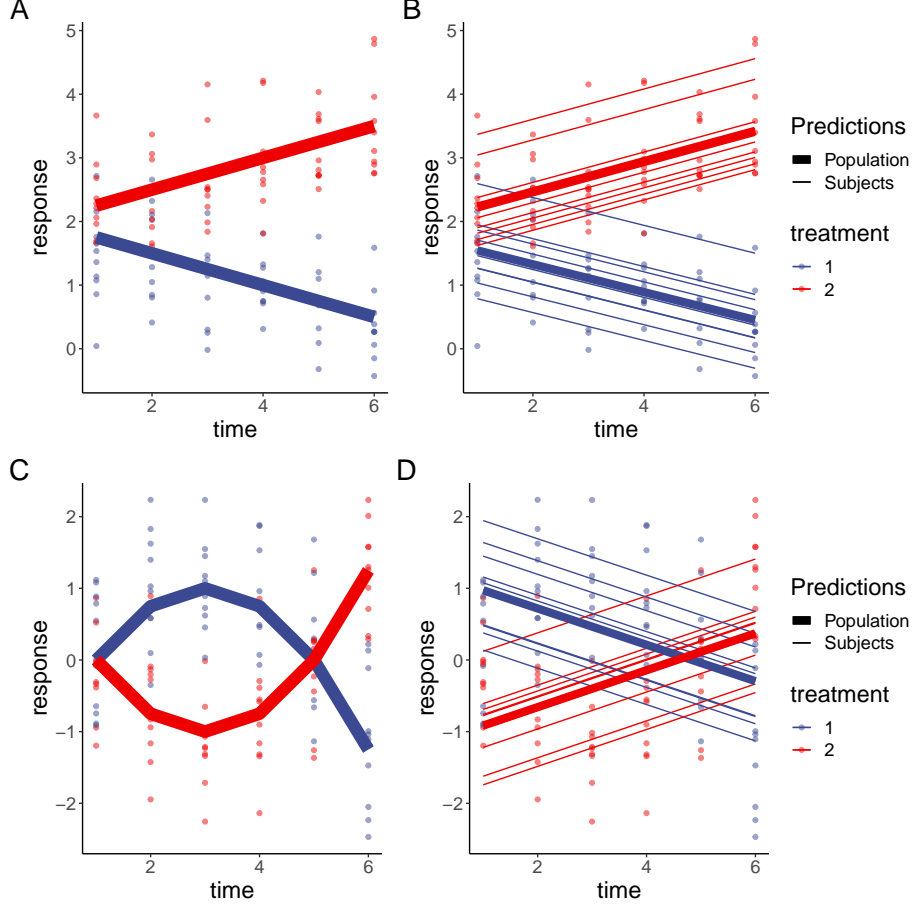 A
B
5
4
3
2
1
0
response
2
4
6
time
5
4
3
2
1
0
response
2
4
6
time
Predictions
Population
Subjects
treatment
1
2
C
D
2
1
0
−1
−2
response
2
4
6
time
2
1
0
−1
−2
response
2
4
6
time
Predictions
Population
Subjects
treatment
1
2